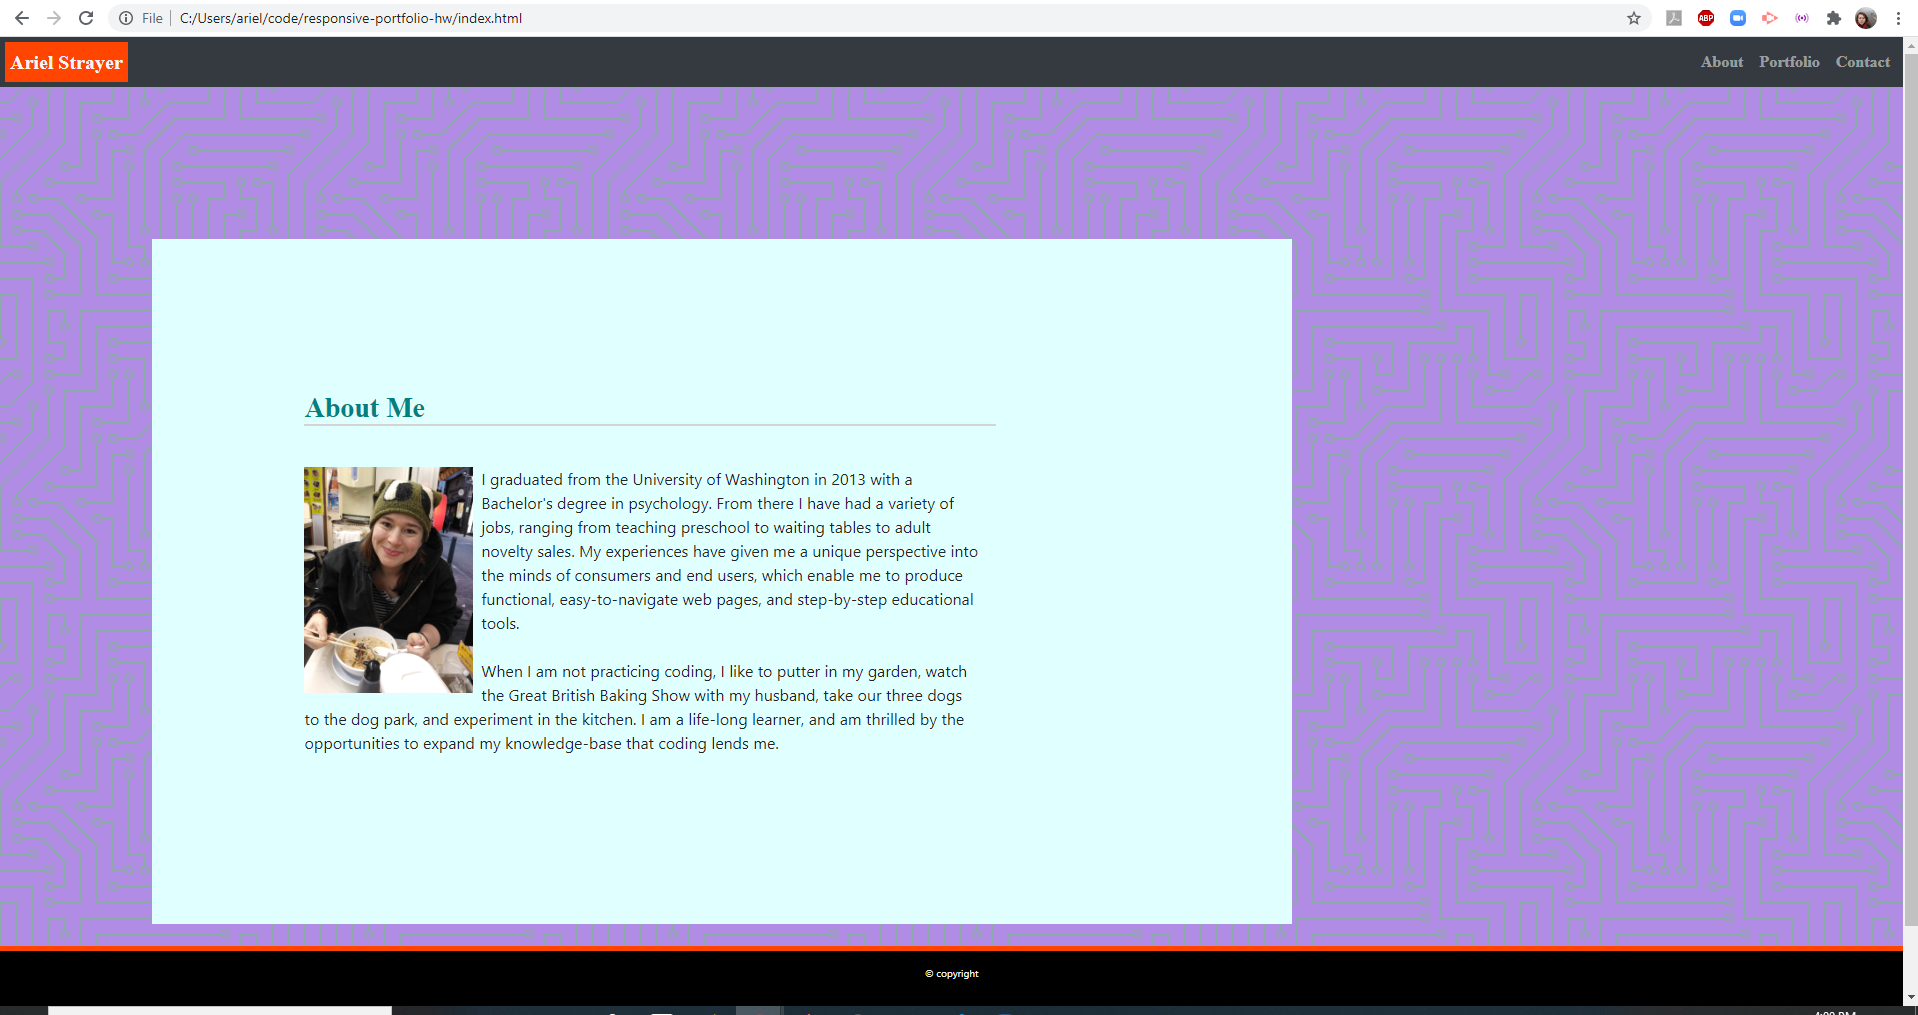 File | C:/Users/ariel/code/responsive-portfolio-hw/index.html
ABP
Ariel Strayer
About Portfolio Contact
About Me
I graduated from the University of Washington in 2013 with a
Bachelor's degree in psychology. From there I have had a variety of
jobs, ranging from teaching preschool to waiting tables to adult
novelty sales. My experiences have given me a unique perspective into
the minds of consumers and end users, which enable me to produce
functional, easy-to-navigate web pages, and step-by-step educational
tools.
When I am not practicing coding, I like to putter in my garden, watch
the Great British Baking Show with my husband, take our three dogs
to the dog park, and experiment in the kitchen. I am a life-long learner, and am thrilled by the
opportunities to expand my knowledge-base that coding lends me.
© copyright